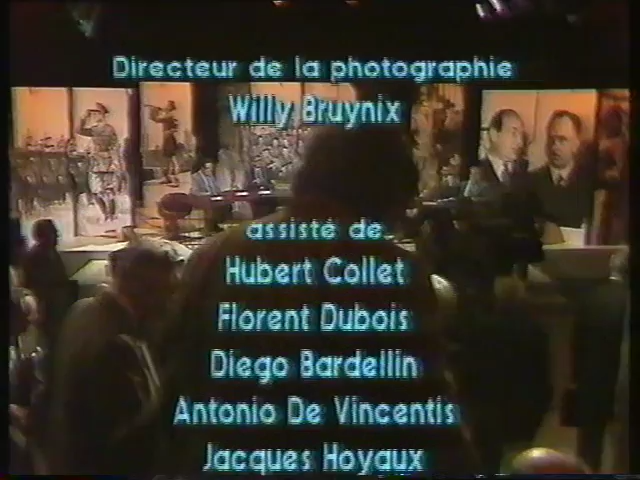 Directeur de la photographie
Willy Bruynix
assisté de
Hubert Collet
Florent Dubois
Diego Bardellin
Antonio De Vincentis
Jacques Hoyaux